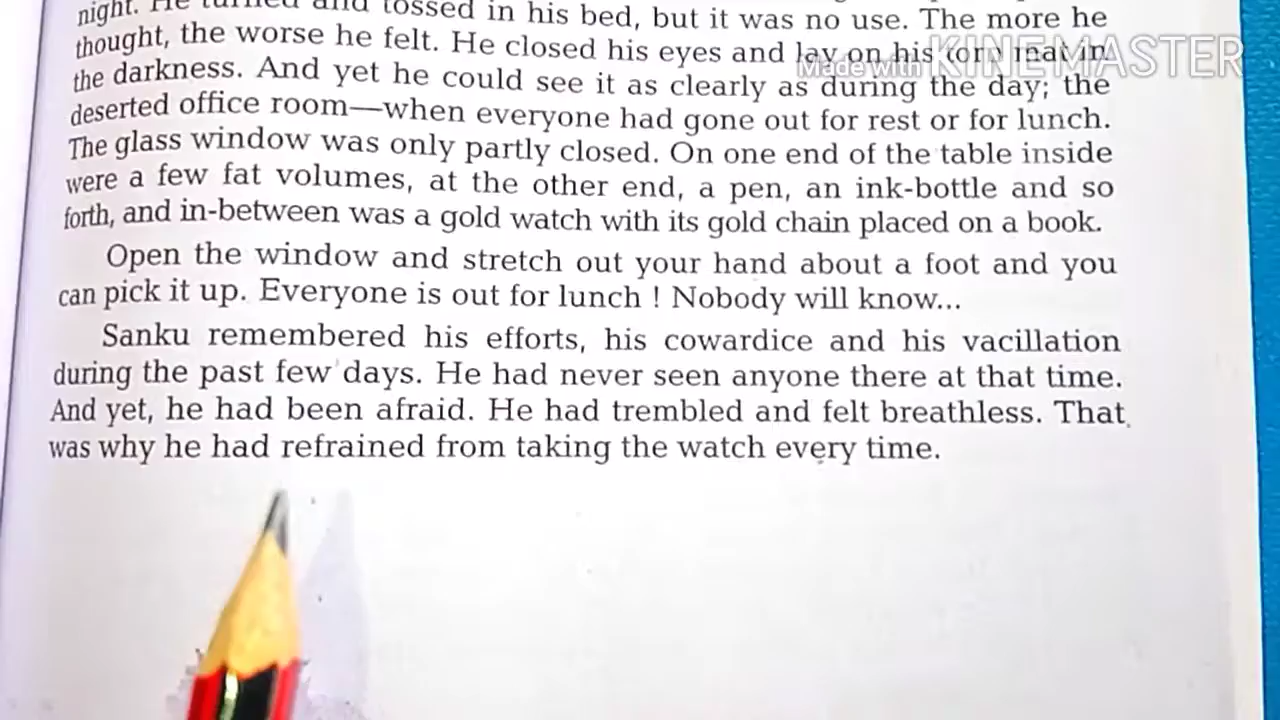 night. He turned and tossed in his bed, but it was no use. The more he
thought, the worse he felt. He closed his eyes and lay on his torn mat in
the darkness. And yet he could see it as clearly as during the day; the
deserted office room—when everyone had gone out for rest or for lunch.
The glass window was only partly closed. On one end of the table inside
were a few fat volumes, at the other end, a pen, an ink-bottle and so
forth, and in-between was a gold watch with its gold chain placed on a book.
Open the window and stretch out your hand about a foot and you
can pick it up. Everyone is out for lunch ! Nobody will know...
Sanku remembered his efforts, his cowardice and his vacillation
during the past few days. He had never seen anyone there at that time.
And yet, he had been afraid. He had trembled and felt breathless. That
was why he had refrained from taking the watch every time.
Made with KINEMASTER